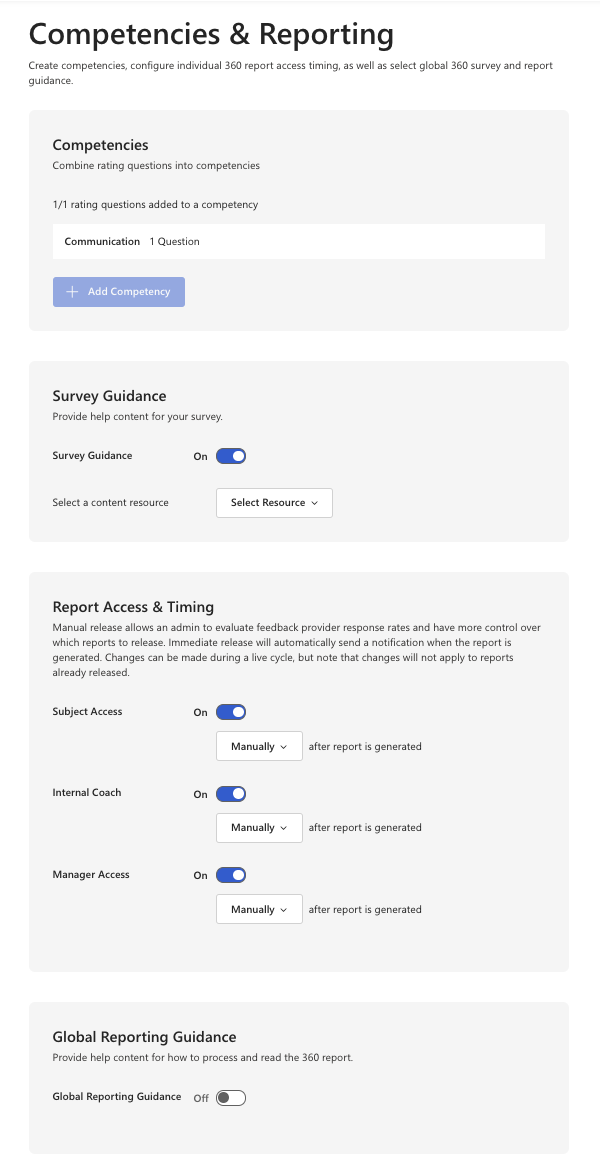 Competencies & Reporting
Create competencies, configure individual 360 report access timing, as well as select global 360 survey and report
guidance.
Competencies
Combine rating questions into competencies
1/1 rating questions added to a competency
Communication 1 Question
Add Competency
Survey Guidance
Provide help content for your survey.
Survey Guidance On
Select a content resource Select Resource
Report Access & Timing
Manual release allows an admin to evaluate feedback provider response rates and have more control over
which reports to release. Immediate release will automatically send a notification when the report is
generated. Changes can be made during a live cycle, but note that changes will not apply to reports
already released.
Subject Access On
Manually after report is generated
Internal Coach On
Manually after report is generated
Manager Access On
Manually after report is generated
Global Reporting Guidance
Provide help content for how to process and read the 360 report.
Global Reporting Guidance Off